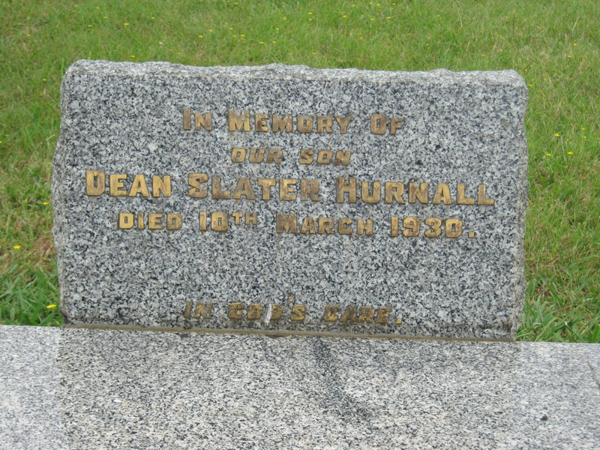 In Memory Of
our son
Dean Slater Hurnall
Died 10th March 1930.
In God's Care.